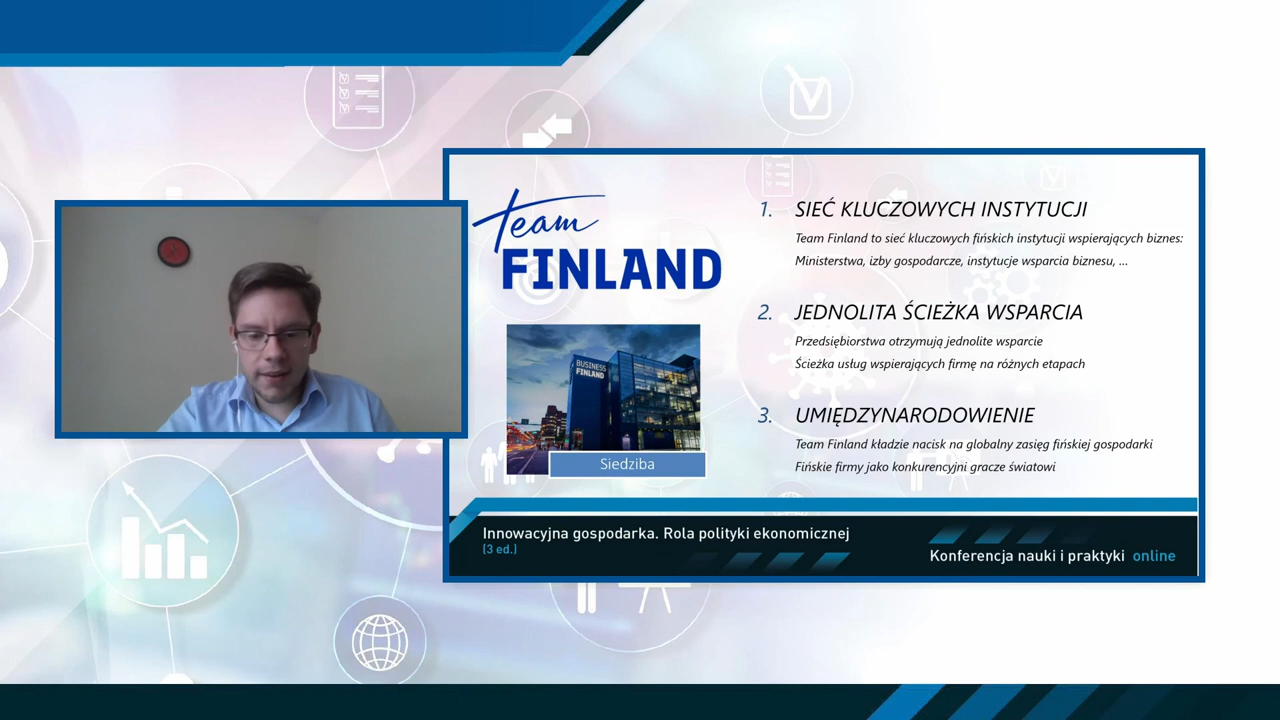 team
FINLAND
BUSINESS
FINLAND
Siedziba
1. SIEĆ KLUCZOWYCH INSTYTUCJI
Team Finland to sieć kluczowych fińskich instytucji wspierających biznes:
Ministerstwa, izby gospodarcze, instytucje wsparcia biznesu, ...
2. JEDNOLITA ŚCIEŻKA WSPARCIA
Przedsiębiorstwa otrzymują jednolite wsparcie
Ścieżka usług wspierających firmę na różnych etapach
3. UMIĘDZYNARODOWIENIE
Team Finland kładzie nacisk na globalny zasięg fińskiej gospodarki
Fińskie firmy jako konkurencyjni gracze światowi
Innowacyjna gospodarka. Rola polityki ekonomicznej
(3 ed.)
Konferencja nauki i praktyki online